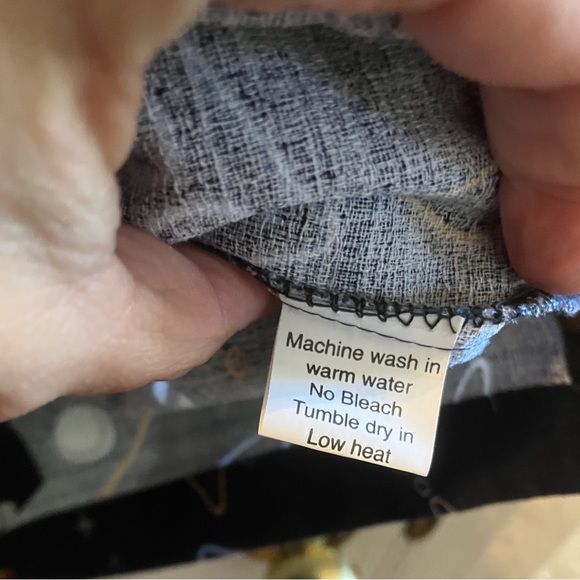 Machine wash in
warm water
No Bleach
Tumble dry in
Low heat